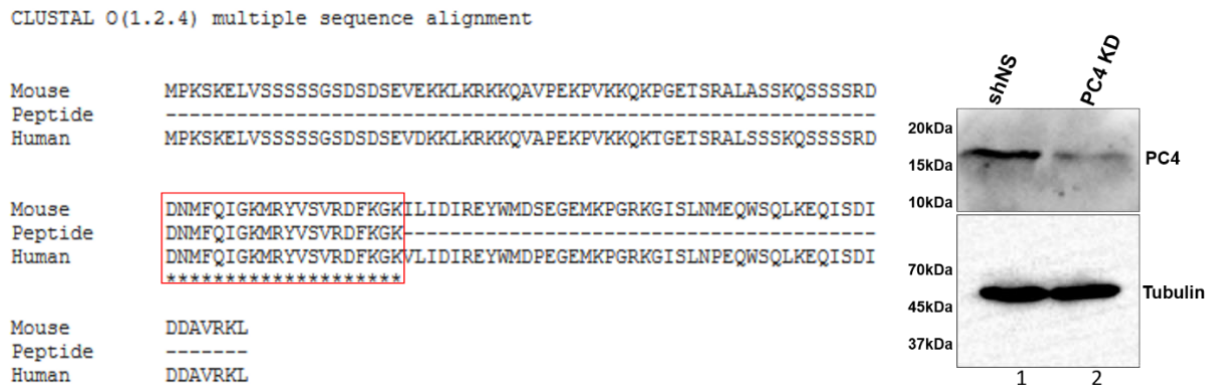 CLUSTAL O(1.2.4) multiple sequence alignment
Mouse MPKSKELVSSSSSGSDSDSEVEKKLKRKKQAVPEKPVKKQKPGETSRALASSKQSSSSRD
Peptide ------------------------------------------------------------
Human MPKSKELVSSSSSGSDSDSEVDKKLKRKKQVAPEKPVKKQKTGETSRALSSSKQSSSSRD
Mouse DNMFQIGKMRYVSVRDFKGKILIDIREYWMDSEGEMKPGRKGISLNMEQWSQLKEQISDI
Peptide DNMFQIGKMRYVSVRDFKGK----------------------------------------
Human DNMFQIGKMRYVSVRDFKGKVLIDIREYWMDPEGEMKPGRKGISLNPEQWSQLKEQISDI
********************
Mouse DDAVRKL
Peptide -------
Human DDAVRKL
shNS PC4 KD
20kDa
15kDa PC4
10kDa
70kDa
Tubulin
45kDa
37kDa
1 2